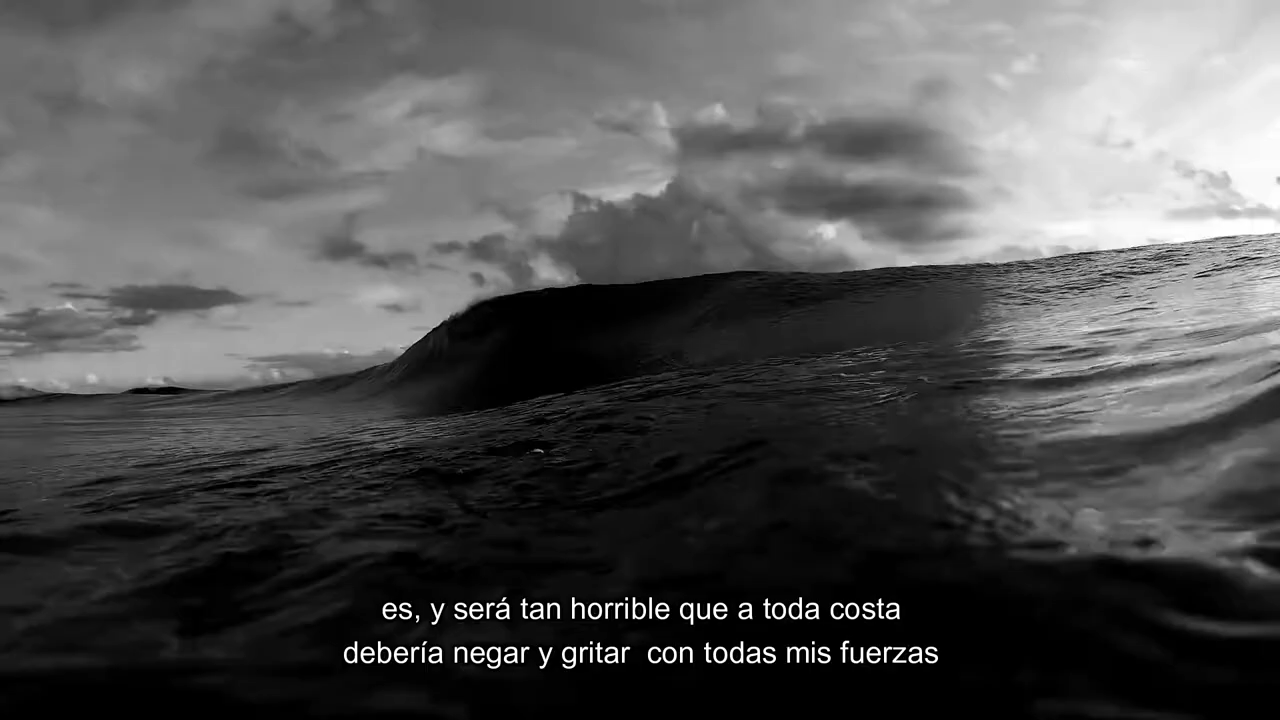 es, y será tan horrible que a toda costa
debería negar y gritar  con todas mis fuerzas